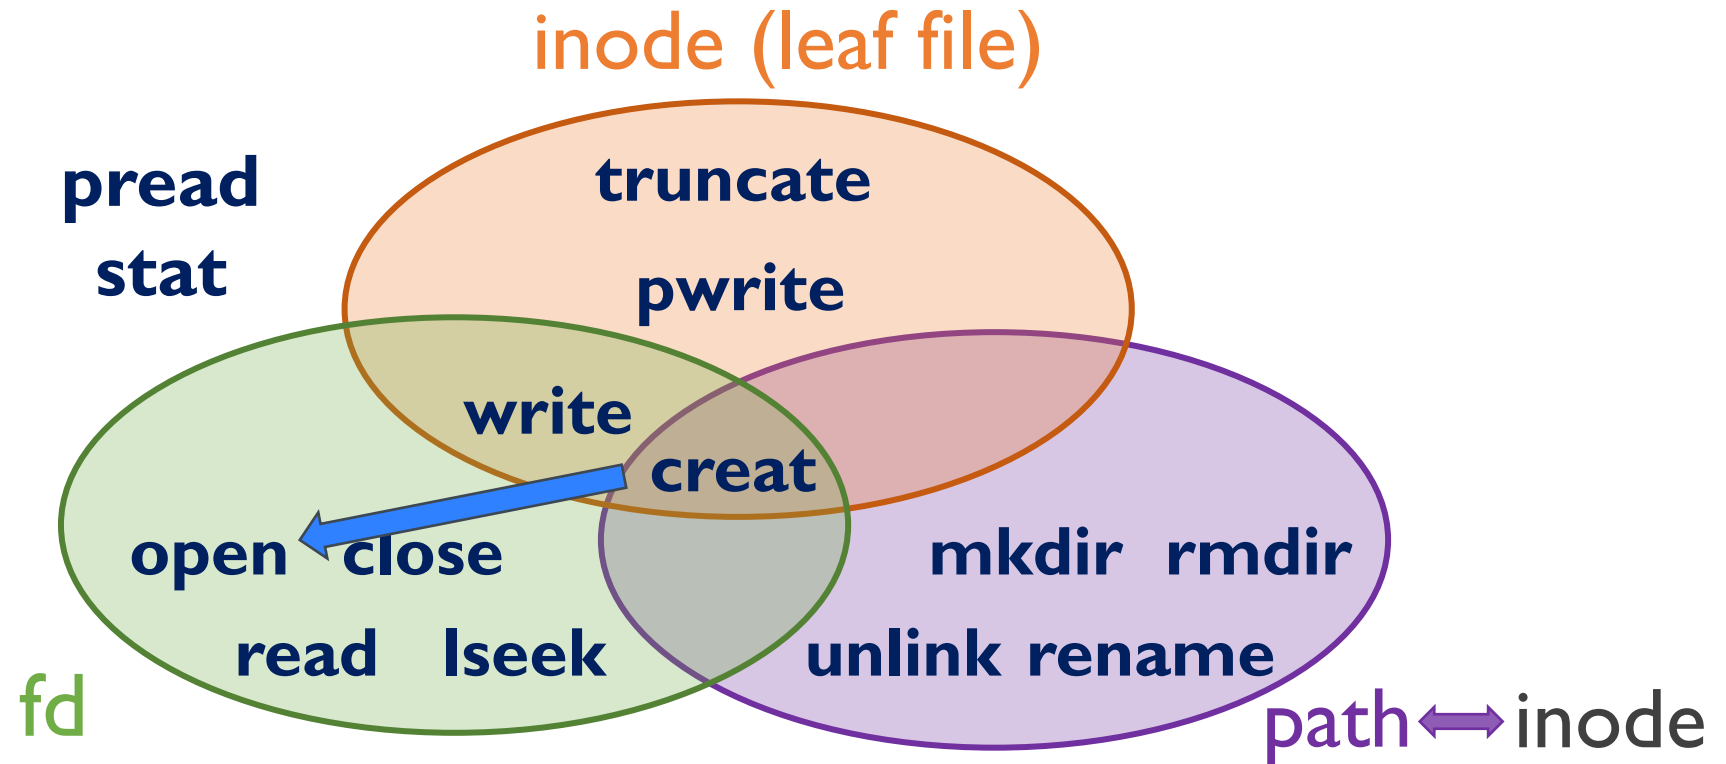 inode (leaf file)
pread
stat
truncate
pwrite
write
creat
open close
read lseek
mkdir rmdir
unlink rename
fd
path inode